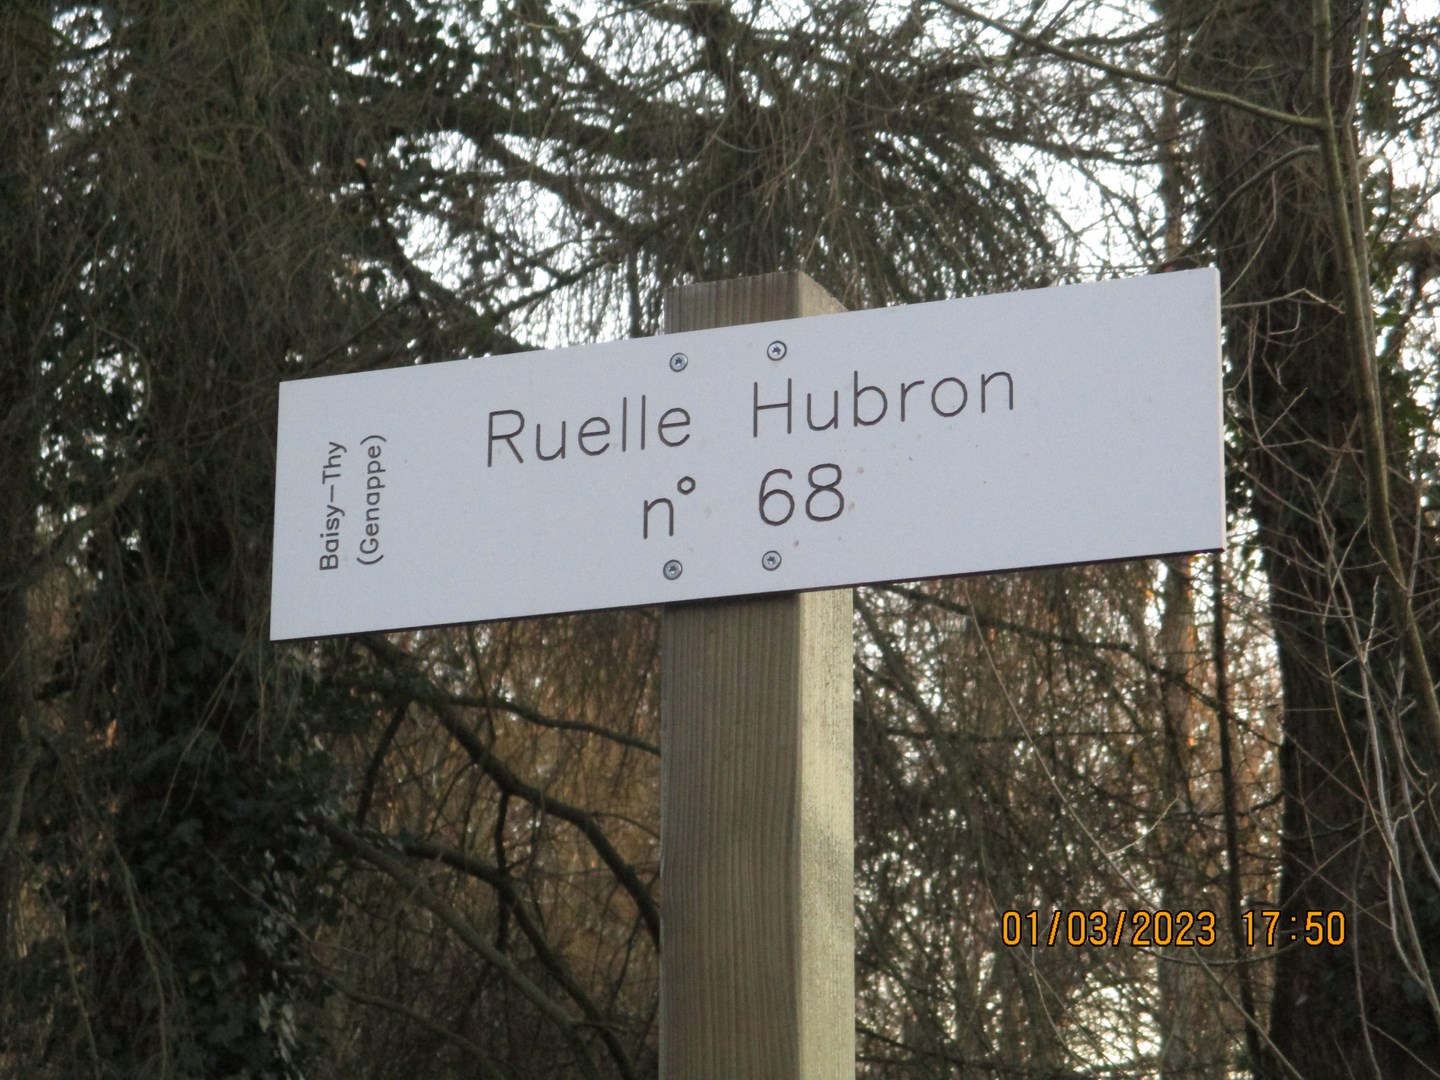 Baisy-Thy
(Genappe)
Ruelle Hubron
n° 68
01/03/2023 17:50